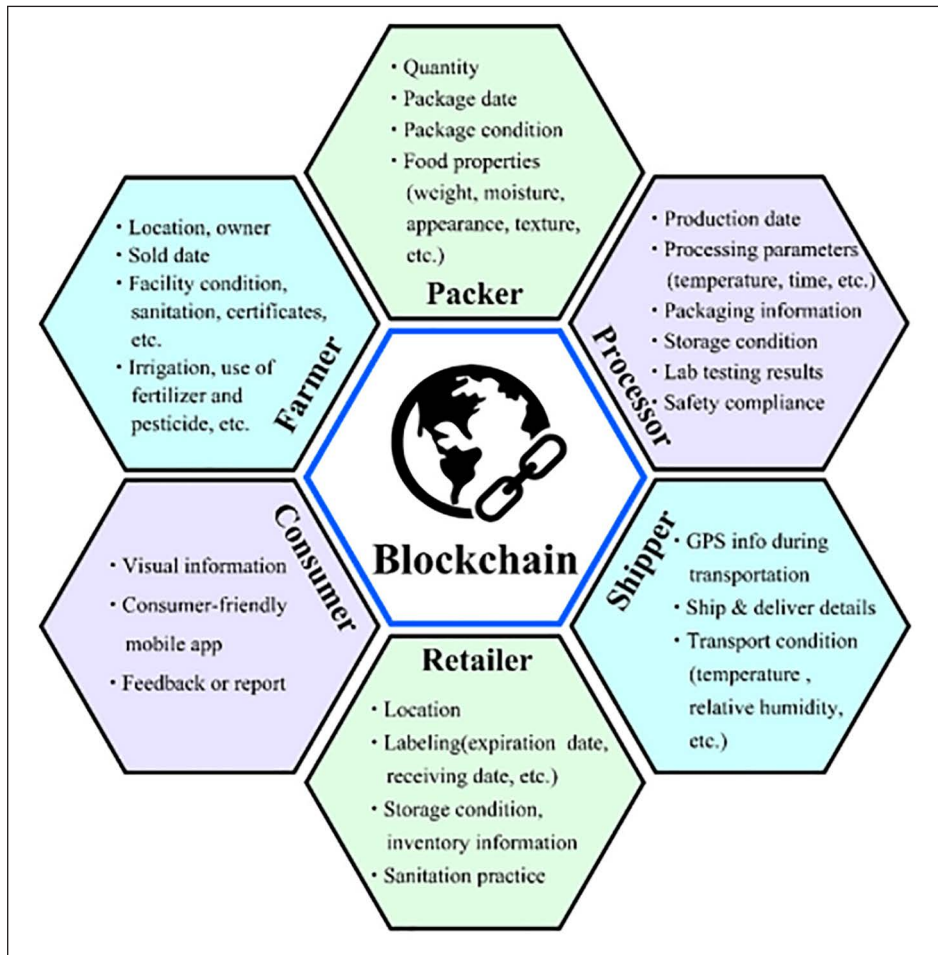 · Quantity
· Package date
· Package condition
· Food properties
(weight, moisture,
appearance, texture,
etc.)
Packer
· Location, owner
· Sold date
· Facility condition,
sanitation, certificates,
etc.
· Irrigation, use of
fertilizer and
pesticide, etc.
Farmer
· Production date
· Processing parameters
(temperature, time, etc.)
· Packaging information
· Storage condition
· Lab testing results
· Safety compliance
Processor
Blockchain
Consumer
· Visual information
· Consumer-friendly
mobile app
· Feedback or report
Shipper
· GPS info during
transportation
· Ship & deliver details
· Transport condition
(temperature ,
relative humidity,
etc.)
Retailer
· Location
· Labeling(expiration date,
receiving date, etc.)
· Storage condition,
inventory information
· Sanitation practice